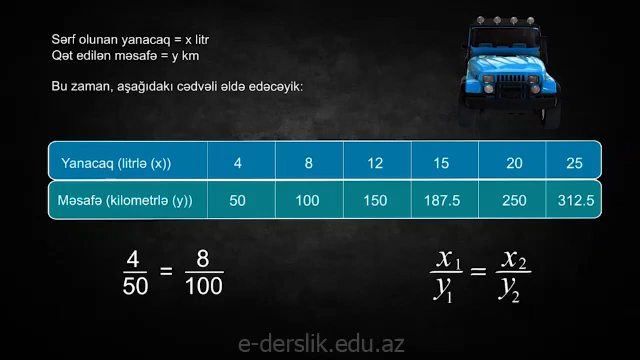 Sərf olunan yanacaq = x litr
Qət edilən məsafə = y km
Bu zaman, aşağıdakı cədvəli əldə edəcəyik:
Yanacaq (litrlə (x)) 4 8 12 15 20 25
Məsafə (kilometrlə (y)) 50 100 150 187.5 250 312.5
4/50 = 8/100
x₁/y₁ = x₂/y₂
e-derslik.edu.az